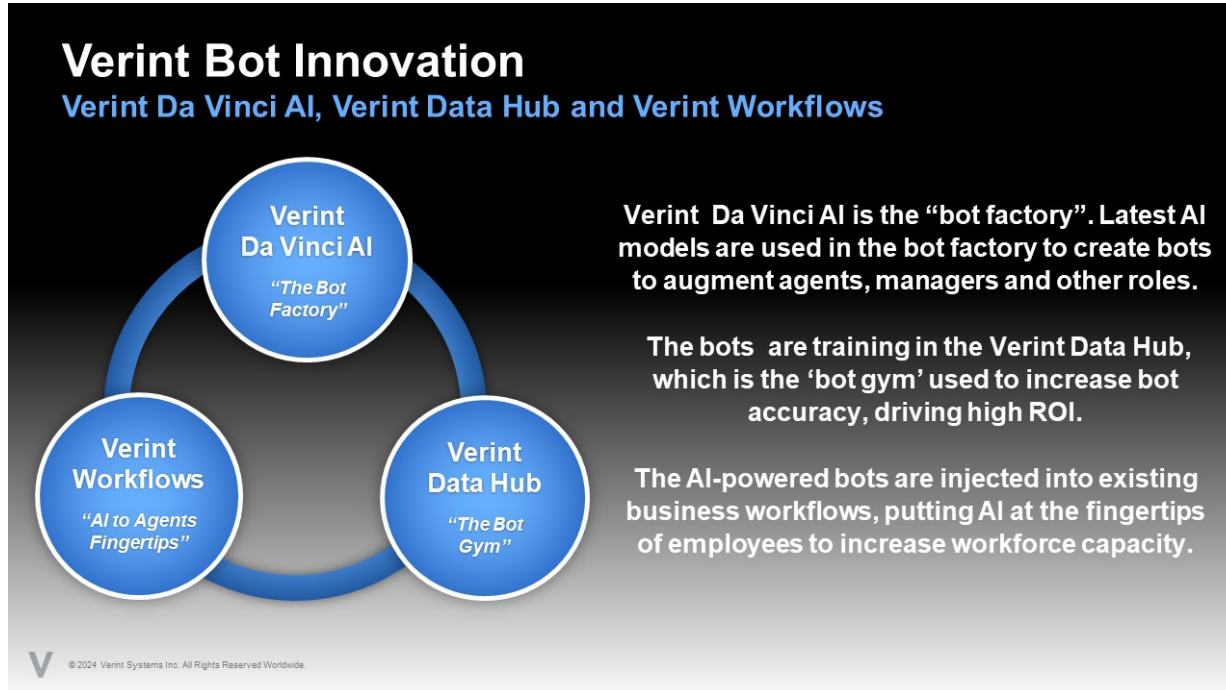 Verint Bot Innovation
Verint Da Vinci AI, Verint Data Hub and Verint Workflows
Verint
Da Vinci AI
“The Bot
Factory”
Verint
Workflows
“AI to Agents
Fingertips”
Verint
Data Hub
“The Bot
Gym”
Verint  Da Vinci AI is the “bot factory”. Latest AI
models are used in the bot factory to create bots
to augment agents, managers and other roles.
The bots  are training in the Verint Data Hub,
which is the ‘bot gym’ used to increase bot
accuracy, driving high ROI.
The AI-powered bots are injected into existing
business workflows, putting AI at the fingertips
of employees to increase workforce capacity.
© 2024 Verint Systems Inc. All Rights Reserved Worldwide.